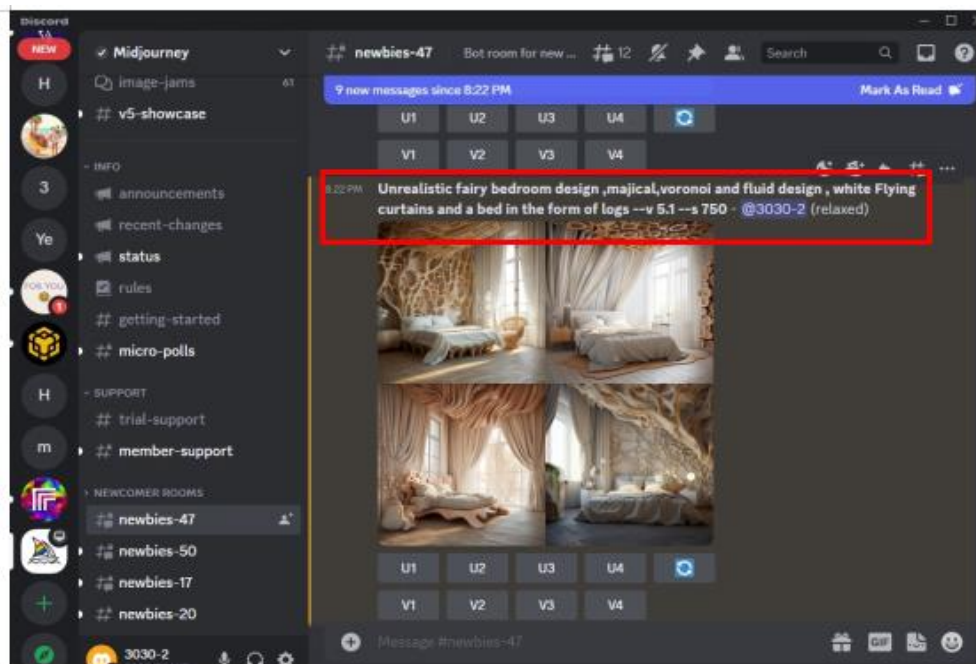 Discord
NEW
H
3
Ye
FOR YOU
1
H
m
Midjourney
image-jams 61
# v5-showcase
INFO
announcements
recent-changes
status
rules
# getting-started
micro-polls
SUPPORT
# trial-support
member-support
NEWCOMER ROOMS
newbies-47
newbies-50
newbies-17
newbies-20
3030-2
newbies-47 Bot room for new ... 12 Search
9 new messages since 8:22 PM Mark As Read
U1 U2 U3 U4
V1 V2 V3 V4
8:22 PM Unrealistic fairy bedroom design ,majical,voronoi and fluid design , white Flying
curtains and a bed in the form of logs --v 5.1 --s 750 - @3030-2 (relaxed)
U1 U2 U3 U4
V1 V2 V3 V4
Message #newbies-47
GIF